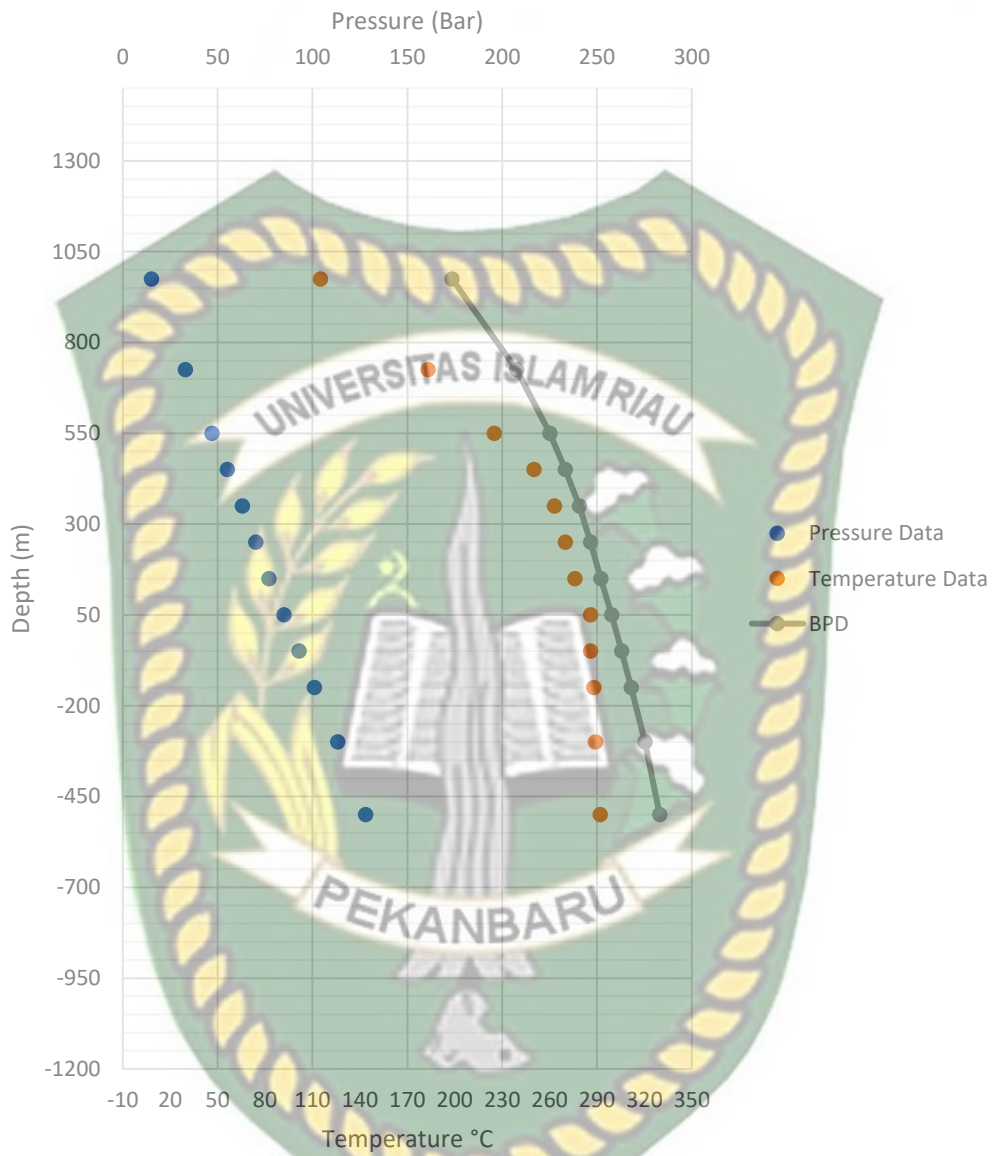 Pressure (Bar)
0 50 100 150 200 250 300
1300
1050
800
550
300
50
-200
-450
-700
-950
-1200
Depth (m)
UNIVERSITAS ISLAM RIAU
PEKANBARU
Pressure Data
Temperature Data
BPD
-10 20 50 80 110 140 170 200 230 260 290 320 350
Temperature °C